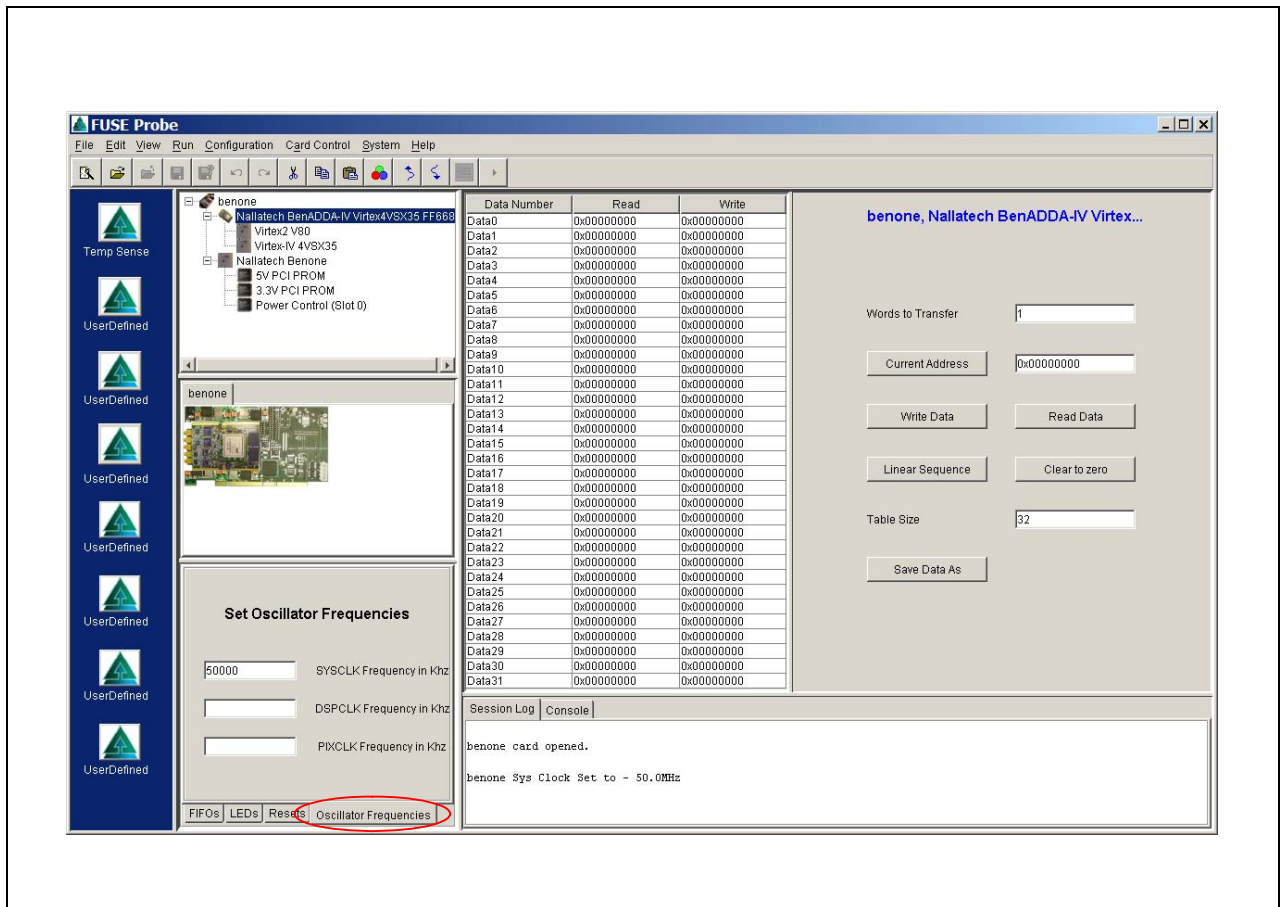 FUSE Probe
File Edit View Run Configuration Card Control System Help
Temp Sense
UserDefined
UserDefined
UserDefined
UserDefined
UserDefined
UserDefined
UserDefined
benone
Nallatech BenADDA-IV Virtex4VSX35 FF668
Virtex2 V80
Virtex-IV 4VSX35
Nallatech Benone
5V PCI PROM
3.3V PCI PROM
Power Control (Slot 0)
benone
Set Oscillator Frequencies
50000 SYSCLK Frequency in Khz
DSPCLK Frequency in Khz
PIXCLK Frequency in Khz
FIFOs LEDs Resets Oscillator Frequencies
Data Number Read Write
Data0 0x00000000 0x00000000
Data1 0x00000000 0x00000000
Data2 0x00000000 0x00000000
Data3 0x00000000 0x00000000
Data4 0x00000000 0x00000000
Data5 0x00000000 0x00000000
Data6 0x00000000 0x00000000
Data7 0x00000000 0x00000000
Data8 0x00000000 0x00000000
Data9 0x00000000 0x00000000
Data10 0x00000000 0x00000000
Data11 0x00000000 0x00000000
Data12 0x00000000 0x00000000
Data13 0x00000000 0x00000000
Data14 0x00000000 0x00000000
Data15 0x00000000 0x00000000
Data16 0x00000000 0x00000000
Data17 0x00000000 0x00000000
Data18 0x00000000 0x00000000
Data19 0x00000000 0x00000000
Data20 0x00000000 0x00000000
Data21 0x00000000 0x00000000
Data22 0x00000000 0x00000000
Data23 0x00000000 0x00000000
Data24 0x00000000 0x00000000
Data25 0x00000000 0x00000000
Data26 0x00000000 0x00000000
Data27 0x00000000 0x00000000
Data28 0x00000000 0x00000000
Data29 0x00000000 0x00000000
Data30 0x00000000 0x00000000
Data31 0x00000000 0x00000000
benone, Nallatech BenADDA-IV Virtex...
Words to Transfer 1
Current Address 0x00000000
Write Data Read Data
Linear Sequence Clear to zero
Table Size 32
Save Data As
Session Log Console
benone card opened.
benone Sys Clock Set to - 50.0MHz